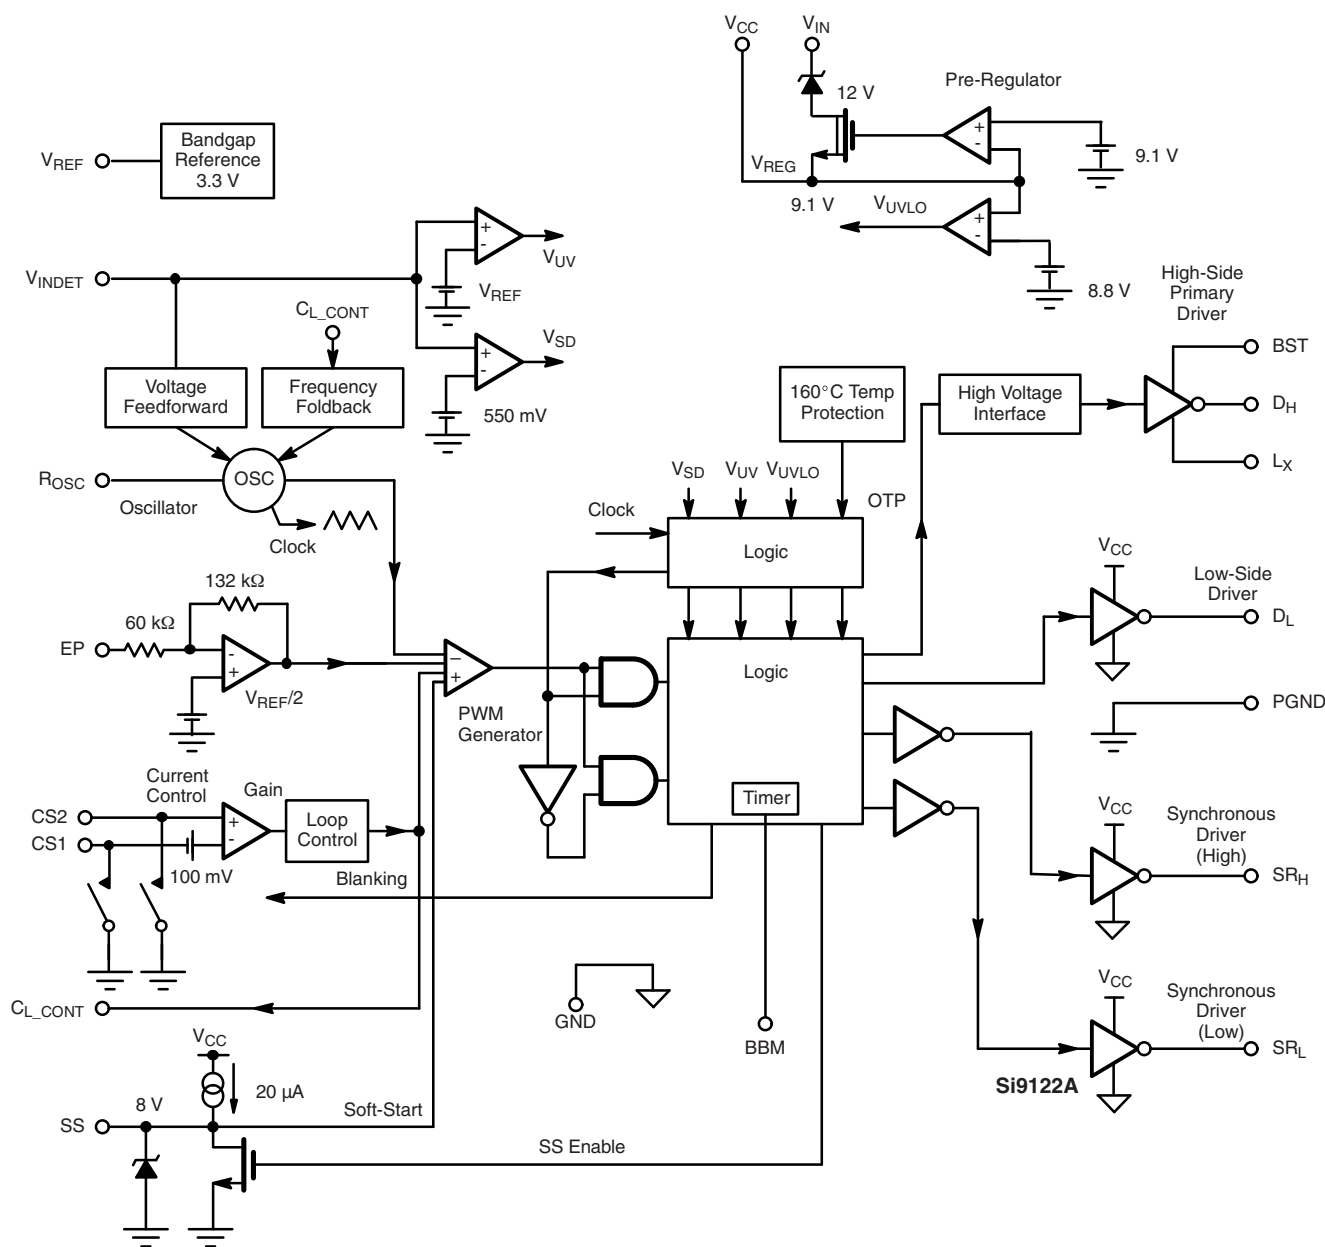 VCC
VIN
Pre-Regulator
12 V
+
-
9.1 V
VREG
9.1 V
VUVLO
+
-
8.8 V
VREF
Bandgap
Reference
3.3 V
VINDET
+
-
VUV
VREF
CL_CONT
VSD
+
-
550 mV
Voltage
Feedforward
Frequency
Foldback
ROSC
OSC
Oscillator
Clock
High-Side
Primary
Driver
BST
DH
LX
High Voltage
Interface
160°C Temp
Protection
VSD
VUV
VUVLO
OTP
Clock
Logic
132 kΩ
60 kΩ
EP
-
+
VREF/2
–
+
PWM
Generator
Logic
Timer
VCC
Low-Side
Driver
DL
PGND
Current
Control
Gain
CS2
CS1
+
-
Loop
Control
100 mV
Blanking
VCC
Synchronous
Driver
(High)
SRH
CL_CONT
GND
BBM
VCC
Synchronous
Driver
(Low)
SRL
Si9122A
VCC
20 µA
8 V
SS
Soft-Start
SS Enable